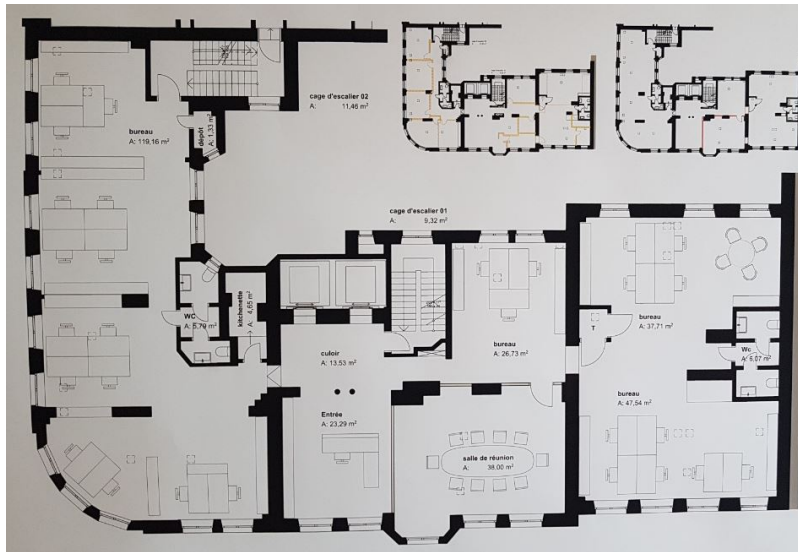 cage d'escalier 02
A: 11,46 m²
bureau
A: 119,16 m²
dépôt
A: 1,33 m²
cage d'escalier 01
A: 9,32 m²
WC
A: 5,79 m²
kitchenette
A: 4,65 m²
culoir
A: 13,53 m²
bureau
A: 26,73 m²
T
bureau
A: 37,71 m²
Wc
A: 6,07 m²
Entrée
A: 23,29 m²
bureau
A: 47,54 m²
salle de réunion
A: 38,00 m²